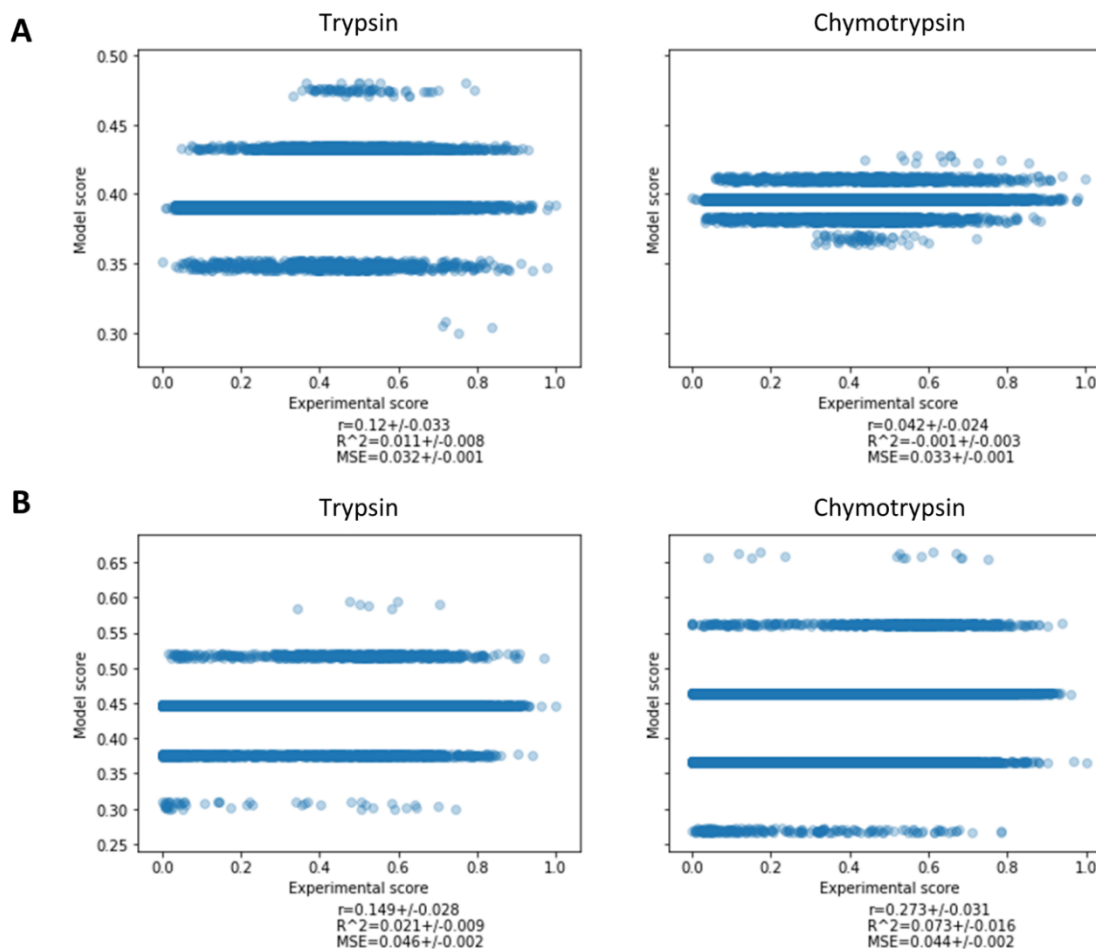 A
Trypsin
Chymotrypsin
0.50
0.45
0.40
0.35
0.30
Model score
Model score
0.0 0.2 0.4 0.6 0.8 1.0
0.0 0.2 0.4 0.6 0.8 1.0
Experimental score
Experimental score
r=0.12+/-0.033
R^2=0.011+/-0.008
MSE=0.032+/-0.001
r=0.042+/-0.024
R^2=-0.001+/-0.003
MSE=0.033+/-0.001
B
Trypsin
Chymotrypsin
0.65
0.60
0.55
0.50
0.45
0.40
0.35
0.30
0.25
Model score
Model score
0.0 0.2 0.4 0.6 0.8 1.0
0.0 0.2 0.4 0.6 0.8 1.0
Experimental score
Experimental score
r=0.149+/-0.028
R^2=0.021+/-0.009
MSE=0.046+/-0.002
r=0.273+/-0.031
R^2=0.073+/-0.016
MSE=0.044+/-0.002